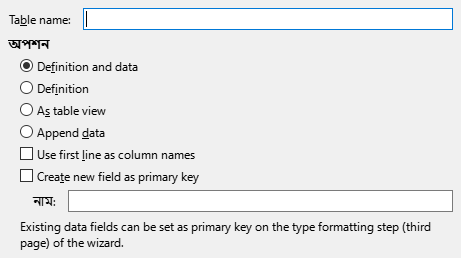 Table name:
অপশন
Definition and data
Definition
As table view
Append data
Use first line as column names
Create new field as primary key
নাম:
Existing data fields can be set as primary key on the type formatting step (third
page) of the wizard.